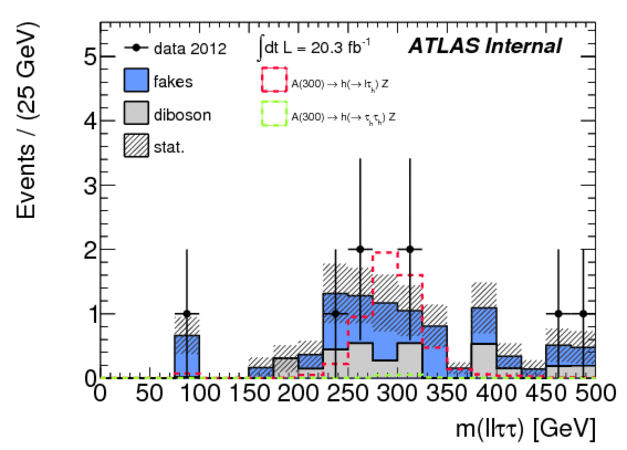 Events / (25 GeV)
5
4
3
2
1
0
data 2012
fakes
diboson
stat.
∫dt L = 20.3 fb⁻¹
ATLAS Internal
A(300) → h(→ lτₕ) Z
A(300) → h(→ τₕτₕ) Z
0 50 100 150 200 250 300 350 400 450 500
m(llττ) [GeV]